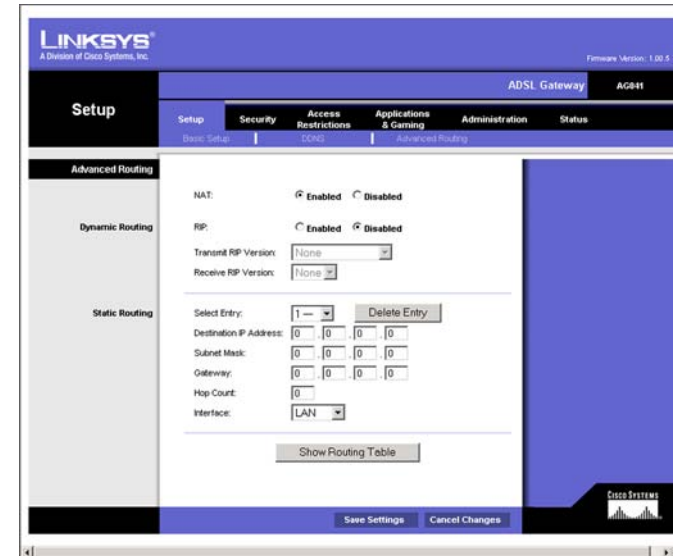 LINKSYS®
A Division of Cisco Systems, Inc.
Firmware Version: 1.00.5
ADSL Gateway AG041
Setup
Setup Security Access Restrictions Applications & Gaming Administration Status
Basic Setup DDNS Advanced Routing
Advanced Routing
NAT: Enabled Disabled
Dynamic Routing RIP: Enabled Disabled
Transmit RIP Version: None
Receive RIP Version: None
Static Routing Select Entry: 1 — Delete Entry
Destination IP Address: 0 . 0 . 0 . 0
Subnet Mask: 0 . 0 . 0 . 0
Gateway: 0 . 0 . 0 . 0
Hop Count: 0
Interface: LAN
Show Routing Table
CISCO SYSTEMS
Save Settings Cancel Changes